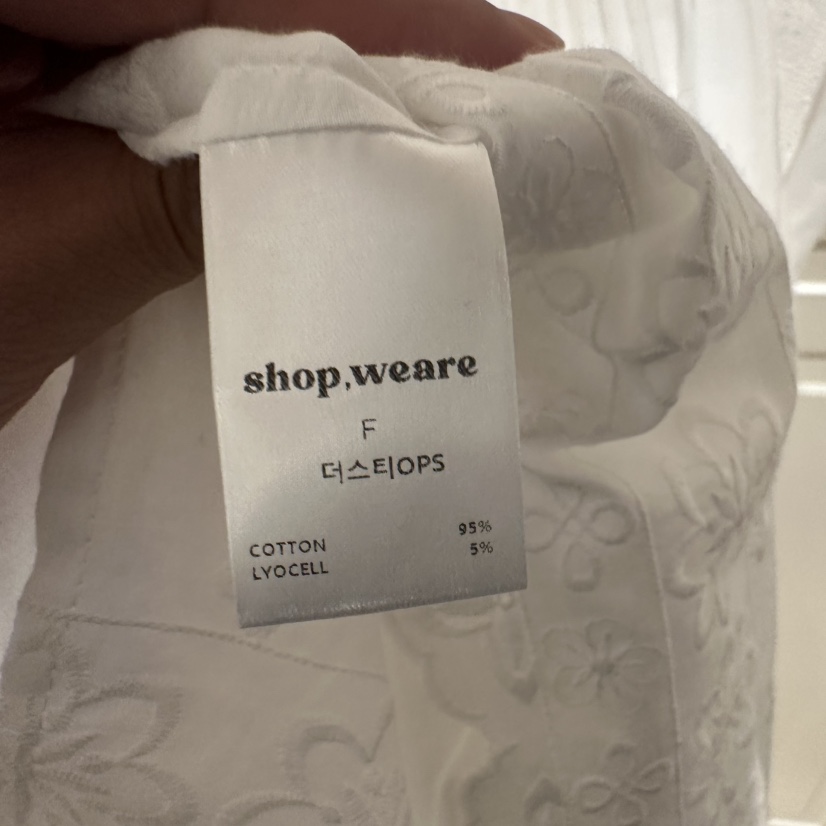 shop,weare
F
더스티OPS
COTTON 95%
LYOCELL 5%